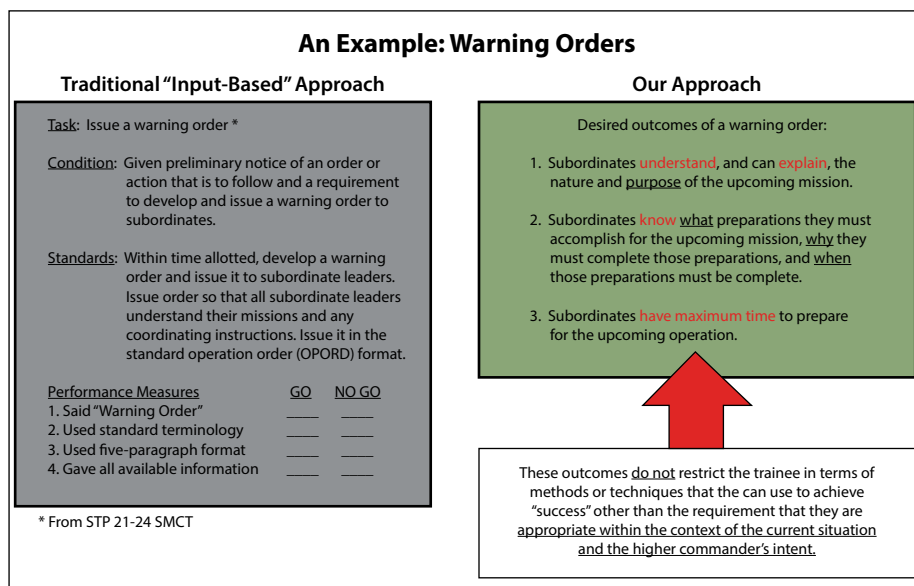 An Example: Warning Orders
Traditional “Input-Based” Approach
Task: Issue a warning order *
Condition: Given preliminary notice of an order or
action that is to follow and a requirement
to develop and issue a warning order to
subordinates.
Standards: Within time allotted, develop a warning
order and issue it to subordinate leaders.
Issue order so that all subordinate leaders
understand their missions and any
coordinating instructions. Issue it in the
standard operation order (OPORD) format.
Performance Measures GO NO GO
1. Said “Warning Order” ____ ____
2. Used standard terminology ____ ____
3. Used five-paragraph format ____ ____
4. Gave all available information ____ ____
* From STP 21-24 SMCT
Our Approach
Desired outcomes of a warning order:
1. Subordinates understand, and can explain, the
nature and purpose of the upcoming mission.
2. Subordinates know what preparations they must
accomplish for the upcoming mission, why they
must complete those preparations, and when
those preparations must be complete.
3. Subordinates have maximum time to prepare
for the upcoming operation.
These outcomes do not restrict the trainee in terms of
methods or techniques that the can use to achieve
“success” other than the requirement that they are
appropriate within the context of the current situation
and the higher commander’s intent.